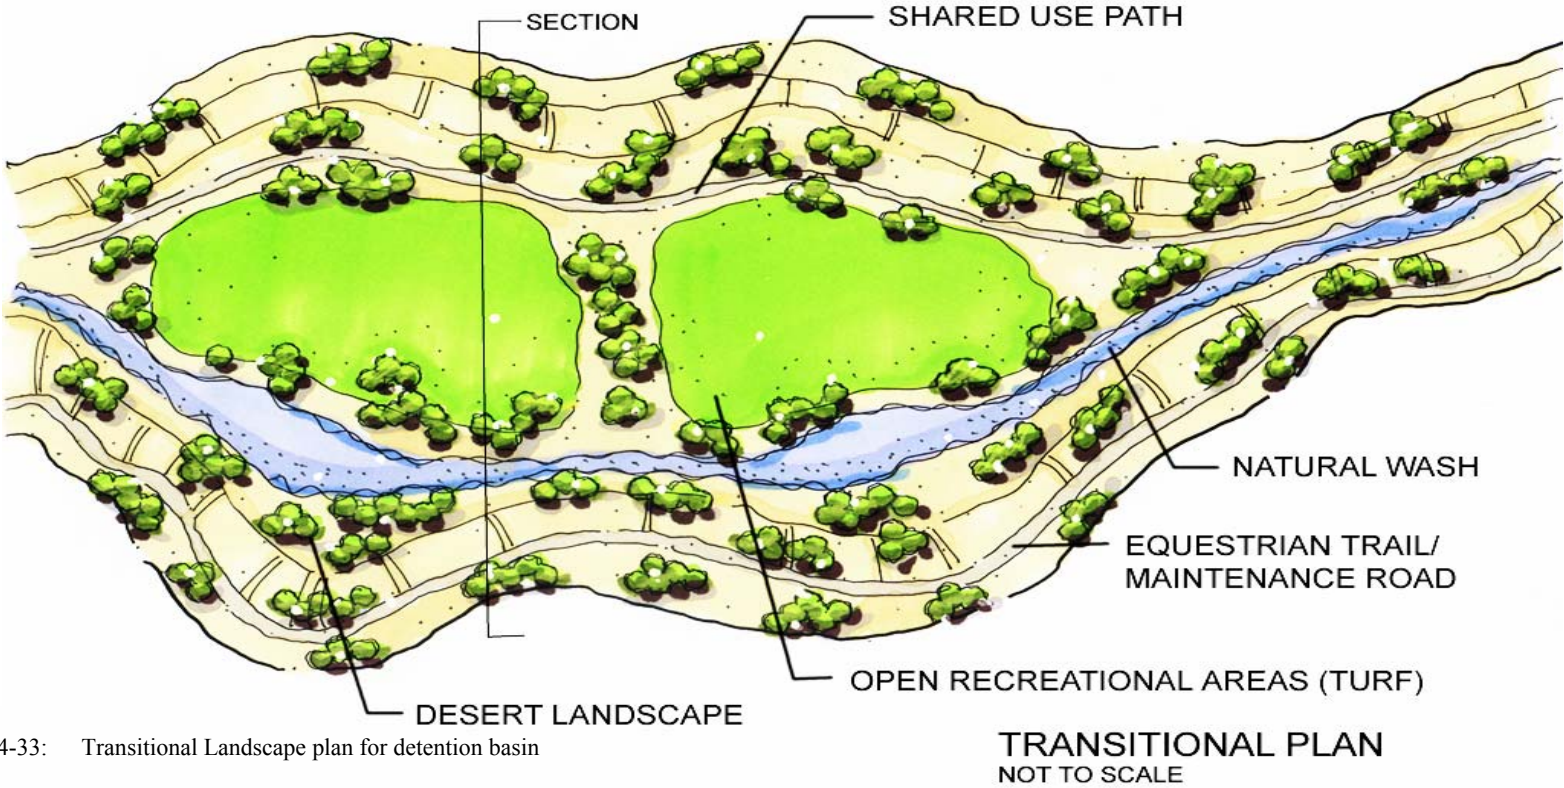 SECTION
SHARED USE PATH
NATURAL WASH
EQUESTRIAN TRAIL/
MAINTENANCE ROAD
OPEN RECREATIONAL AREAS (TURF)
DESERT LANDSCAPE
4-33: Transitional Landscape plan for detention basin
TRANSITIONAL PLAN
NOT TO SCALE